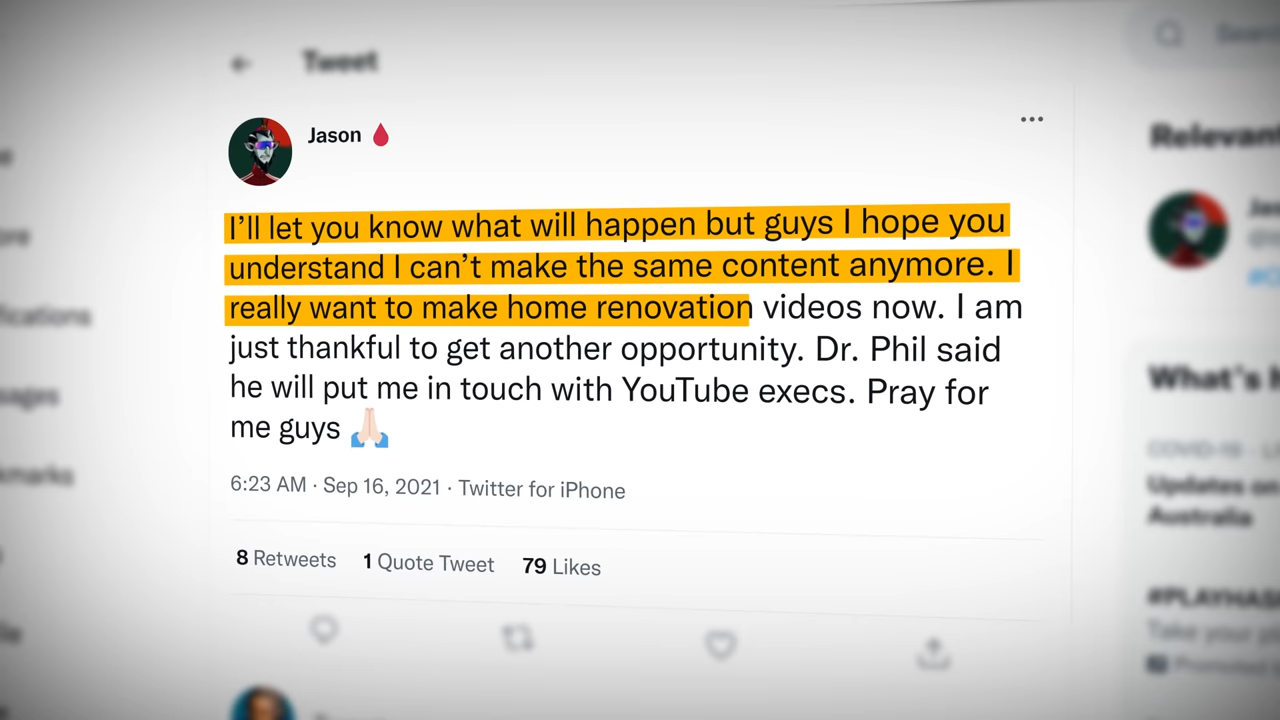 Tweet
Jason 🩸
I’ll let you know what will happen but guys I hope you
understand I can’t make the same content anymore. I
really want to make home renovation videos now. I am
just thankful to get another opportunity. Dr. Phil said
he will put me in touch with YouTube execs. Pray for
me guys 🙏🏻
6:23 AM · Sep 16, 2021 · Twitter for iPhone
8 Retweets 1 Quote Tweet 79 Likes
Relevan
What's
COVID-19
Updates on
Australia
#PLAYHAS
Take your
Promoted